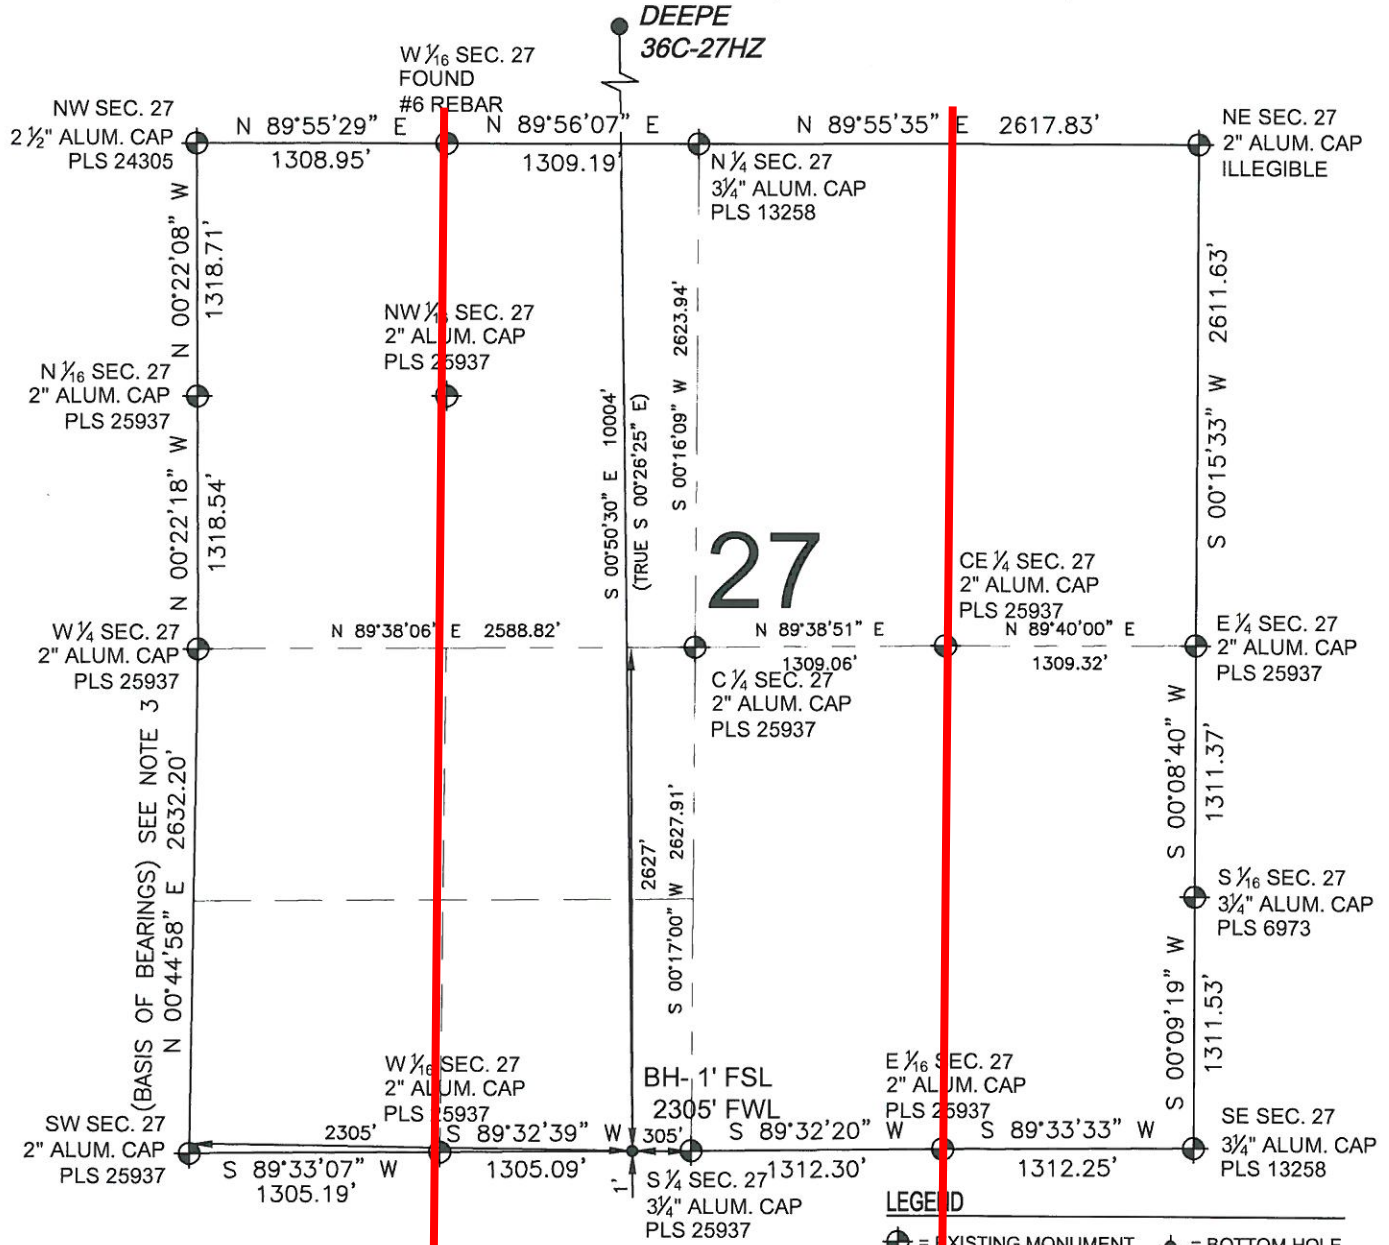 DEEPE
36C-27HZ
W 1/16 SEC. 27
FOUND
#6 REBAR
NW SEC. 27
2 1/2" ALUM. CAP
PLS 24305
N 89°55'29" E
1308.95'
N 89°56'07" E
1309.19'
N 89°55'35" E 2617.83'
NE SEC. 27
2" ALUM. CAP
ILLEGIBLE
N 1/4 SEC. 27
3 1/4" ALUM. CAP
PLS 13258
N 00°22'08" W
1318.71'
NW 1/16 SEC. 27
2" ALUM. CAP
PLS 25937
N 1/16 SEC. 27
2" ALUM. CAP
PLS 25937
N 00°22'18" W
1318.54'
S 00°50'30" E 10004'
(TRUE S 00°26'25" E)
S 00°16'09" W 2623.94'
S 00°15'33" W 2611.63'
27
CE 1/4 SEC. 27
2" ALUM. CAP
PLS 25937
W 1/4 SEC. 27
2" ALUM. CAP
PLS 25937
N 89°38'06" E 2588.82'
N 89°38'51" E
1309.06'
N 89°40'00" E
1309.32'
E 1/4 SEC. 27
2" ALUM. CAP
PLS 25937
C 1/4 SEC. 27
2" ALUM. CAP
PLS 25937
(BASIS OF BEARINGS) SEE NOTE 3
N 00°44'58" E 2632.20'
2627'
S 00°17'00" W 2627.91'
S 00°08'40" W
1311.37'
S 1/16 SEC. 27
3 1/4" ALUM. CAP
PLS 6973
S 00°09'19" W
1311.53'
W 1/16 SEC. 27
2" ALUM. CAP
PLS 25937
BH- 1' FSL
2305' FWL
E 1/16 SEC. 27
2" ALUM. CAP
PLS 25937
SW SEC. 27
2" ALUM. CAP
PLS 25937
2305'
S 89°33'07" W
1305.19'
S 89°32'39" W
1305.09'
305'
1'
S 89°32'20" W
1312.30'
S 89°33'33" W
1312.25'
SE SEC. 27
3 1/4" ALUM. CAP
PLS 13258
S 1/4 SEC. 27
3 1/4" ALUM. CAP
PLS 25937
LEGEND
= EXISTING MONUMENT
= BOTTOM HOLE